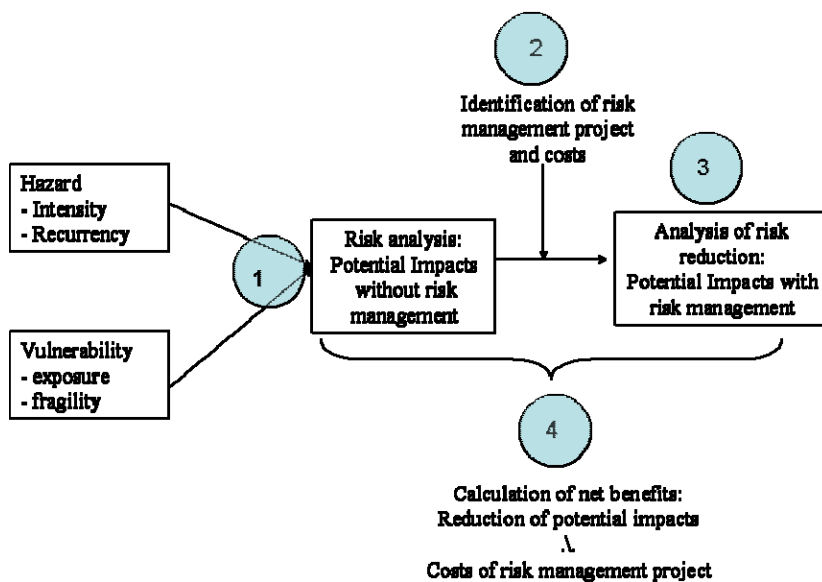 2
Identification of risk
management project
and costs
3
Hazard
- Intensity
- Recurrency
1
Risk analysis:
Potential Impacts
without risk
management
Analysis of risk
reduction:
Potential Impacts with
risk management
Vulnerability
- exposure
- fragility
4
Calculation of net benefits:
Reduction of potential impacts
.\.
Costs of risk management project